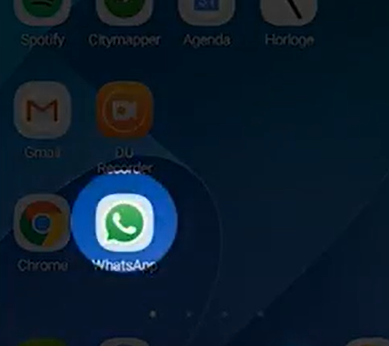 Spotify Citymapper Agenda Horloge
Gmail DU
Recorder
Chrome WhatsApp